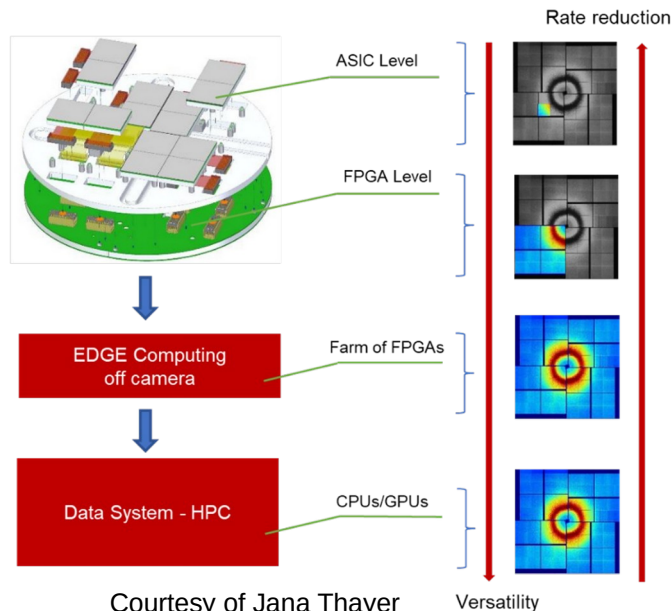 Rate reduction
ASIC Level
FPGA Level
EDGE Computing
off camera
Farm of FPGAs
Data System - HPC
CPUs/GPUs
Courtesy of Jana Thayer
Versatility